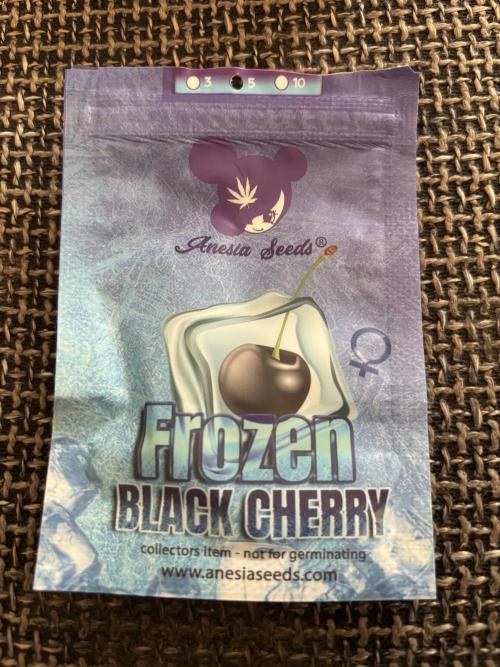 3 5 10
Anesia Seeds®
Frozen
BLACK CHERRY
collectors item - not for germinating
www.anesiaseeds.com